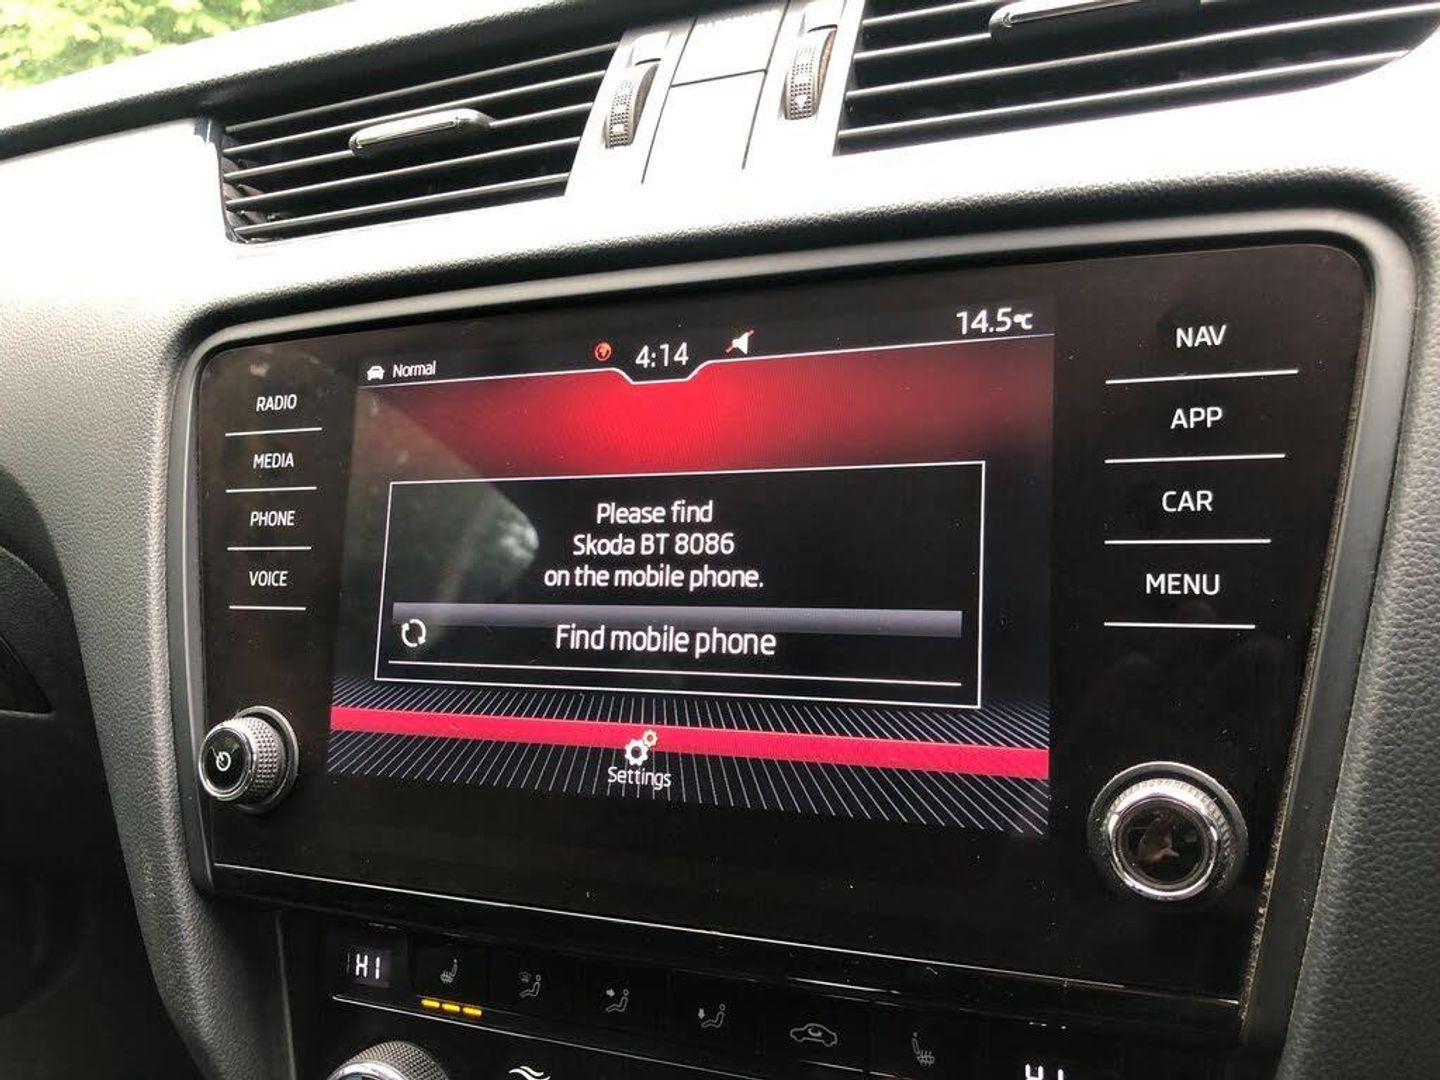 Normal
4:14
14.5°C
RADIO
MEDIA
PHONE
VOICE
Please find
Skoda BT 8086
on the mobile phone.
Find mobile phone
Settings
NAV
APP
CAR
MENU
HI
HI